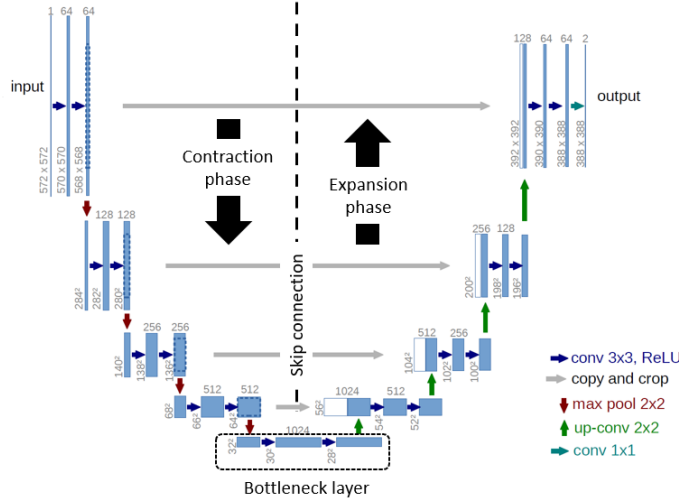 1 64 64
128 64 64 2
input
output
572 x 572
570 x 570
568 x 568
392 x 392
390 x 390
388 x 388
388 x 388
Contraction
phase
Expansion
phase
128 128
256 128
284²
282²
280²
200²
198²
196²
Skip connection
256 256
512 256
140²
138²
136²
104²
102²
100²
conv 3x3, ReLU
copy and crop
max pool 2x2
up-conv 2x2
conv 1x1
512 512
1024 512
68²
66²
64²
56²
54²
52²
1024
32²
30²
28²
Bottleneck layer